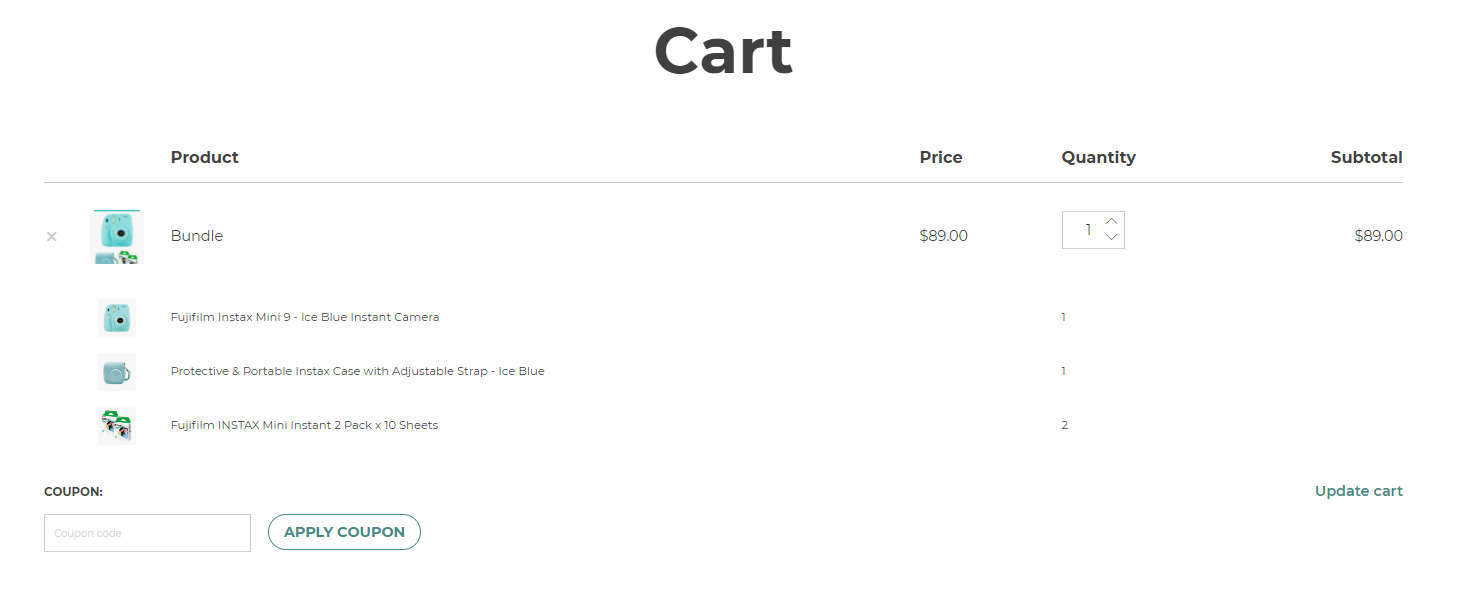 Cart
Product Price Quantity Subtotal
× Bundle $89.00 1 $89.00
Fujifilm Instax Mini 9 - Ice Blue Instant Camera 1
Protective & Portable Instax Case with Adjustable Strap - Ice Blue 1
Fujifilm INSTAX Mini Instant 2 Pack x 10 Sheets 2
COUPON: Update cart
Coupon code APPLY COUPON